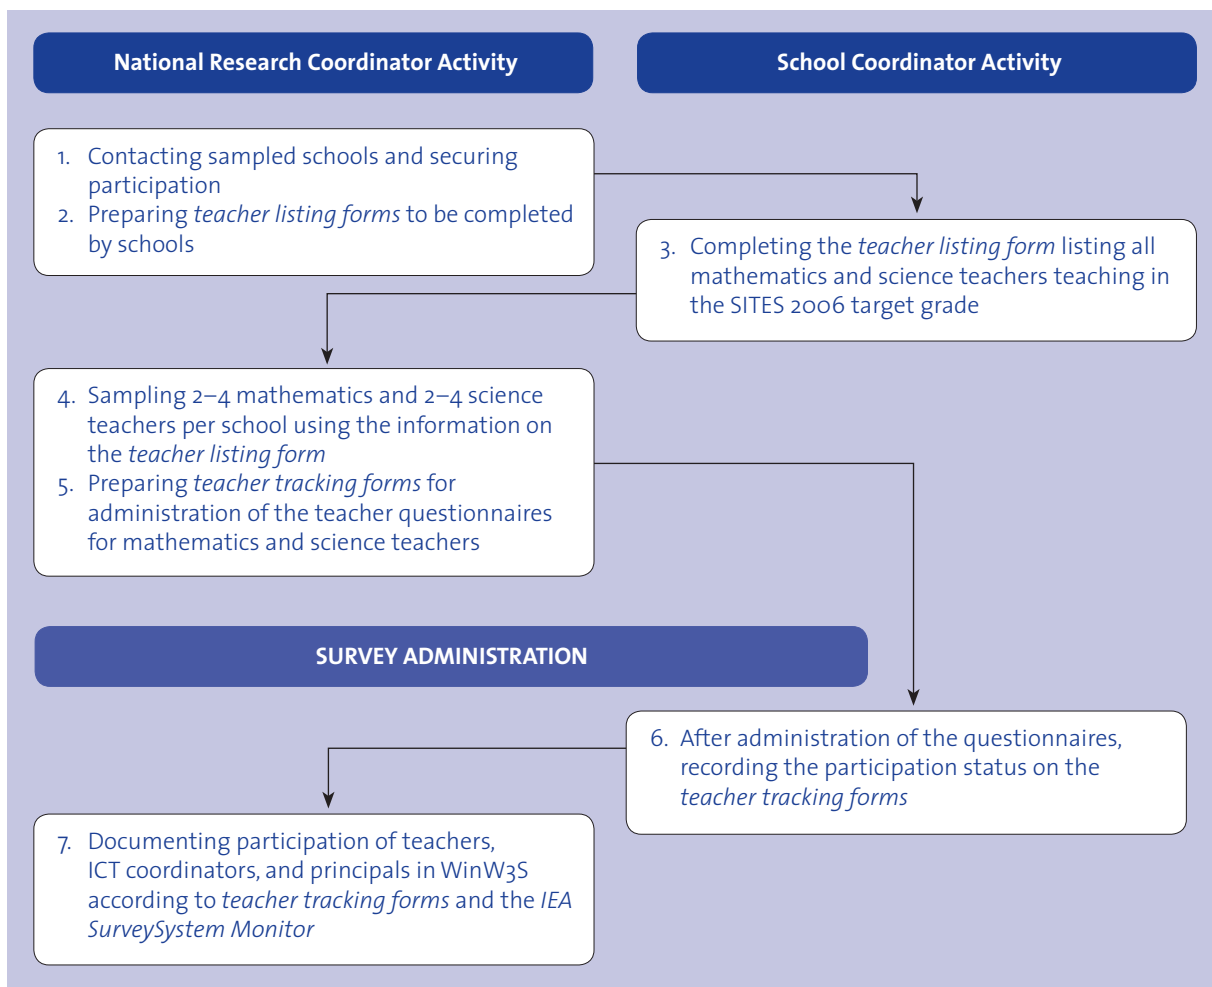 National Research Coordinator Activity
School Coordinator Activity
1. Contacting sampled schools and securing
participation
2. Preparing teacher listing forms to be completed
by schools
3. Completing the teacher listing form listing all
mathematics and science teachers teaching in
the SITES 2006 target grade
4. Sampling 2–4 mathematics and 2–4 science
teachers per school using the information on
the teacher listing form
5. Preparing teacher tracking forms for
administration of the teacher questionnaires
for mathematics and science teachers
SURVEY ADMINISTRATION
6. After administration of the questionnaires,
recording the participation status on the
teacher tracking forms
7. Documenting participation of teachers,
ICT coordinators, and principals in WinW3S
according to teacher tracking forms and the IEA
SurveySystem Monitor